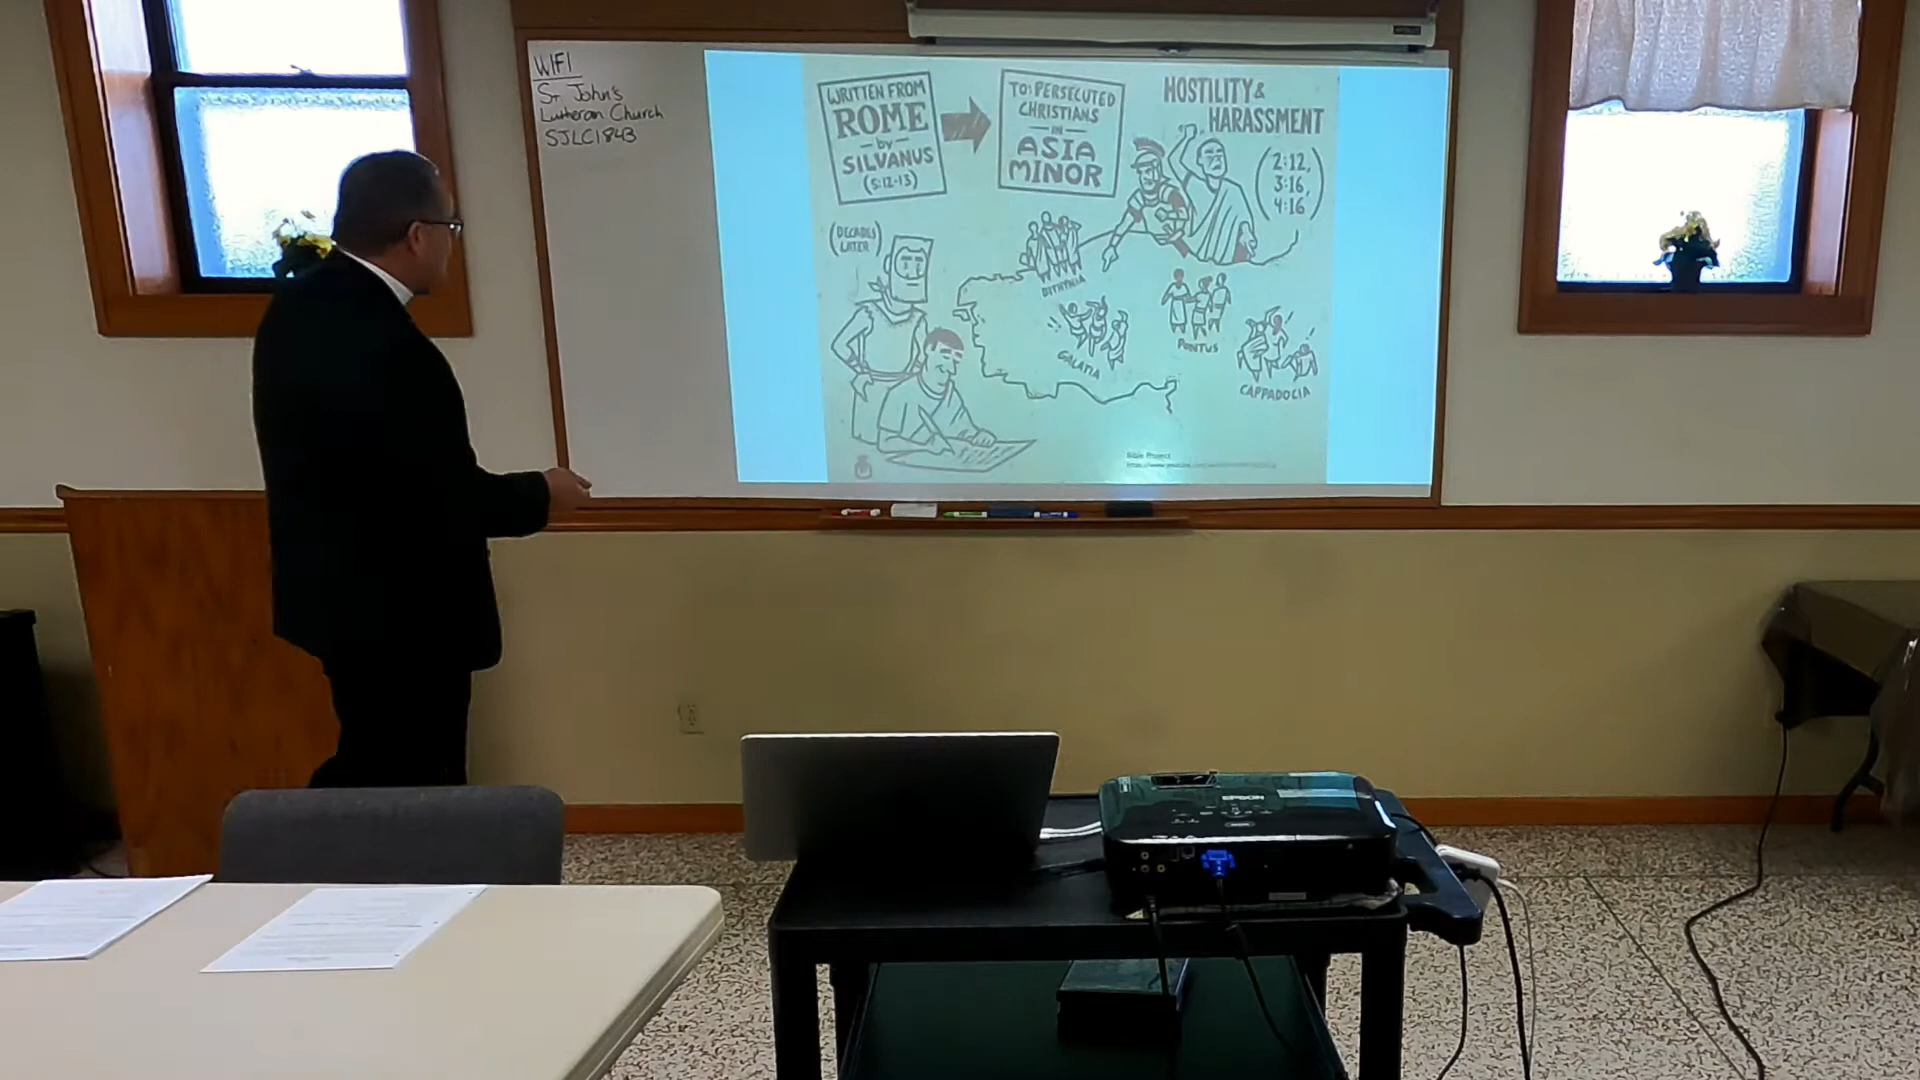 WIFI
St John's
Lutheran Church
SJLC1843
WRITTEN FROM
ROME
by
SILVANUS
(5:12-13)
TO: PERSECUTED
CHRISTIANS
IN
ASIA
MINOR
HOSTILITY &
HARASSMENT
(2:12,
3:16,
4:16)
(DECADES
LATER)
BITHYNIA
GALATIA
PONTUS
CAPPADOCIA
Bible Project
EPSON